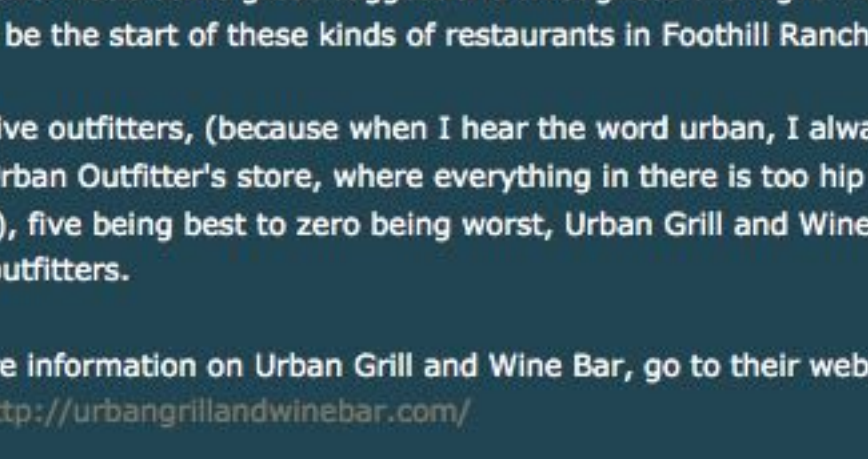 be the start of these kinds of restaurants in Foothill Ranch
ive outfitters, (because when I hear the word urban, I alwa
rban Outfitter's store, where everything in there is too hip
), five being best to zero being worst, Urban Grill and Wine
utfitters.
e information on Urban Grill and Wine Bar, go to their web
tp://urbangrillandwinebar.com/